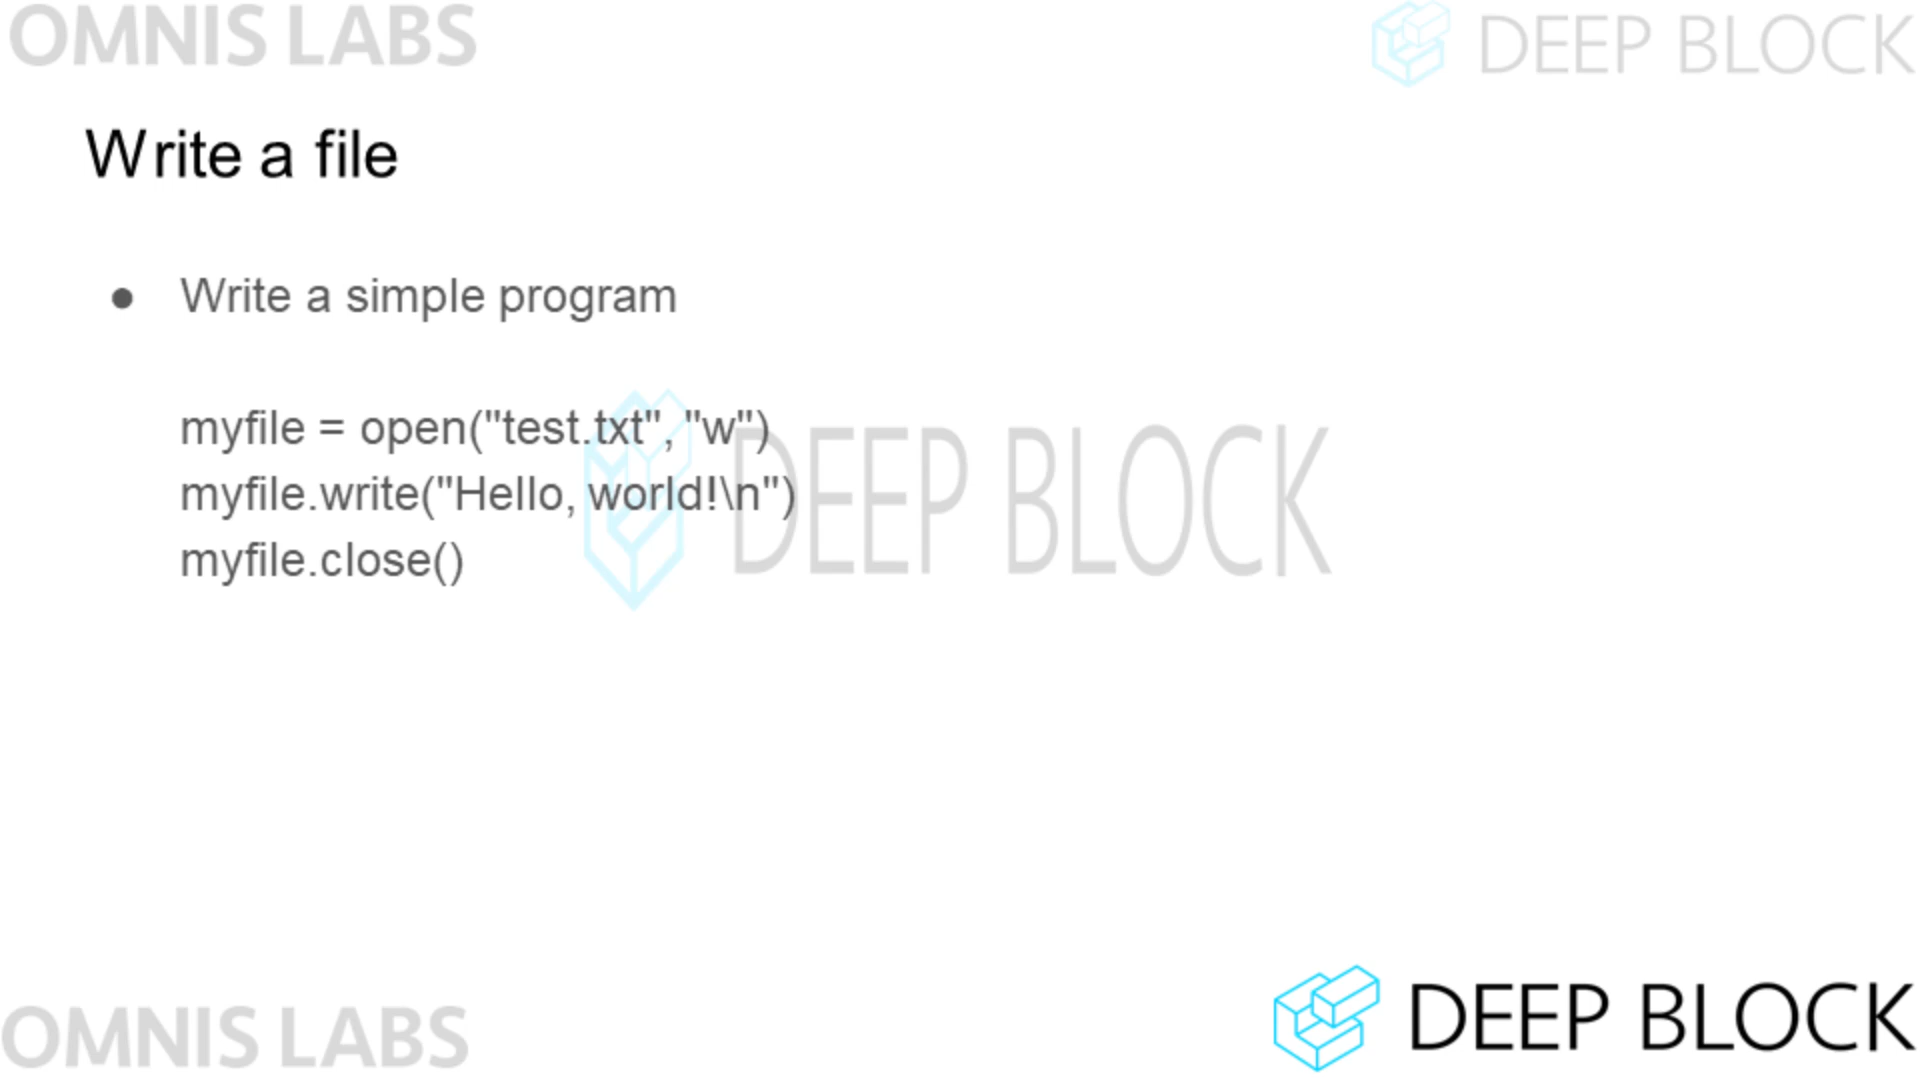 OMNIS LABS
DEEP BLOCK
Write a file
● Write a simple program
myfile = open("test.txt", "w")
myfile.write("Hello, world!\n")
myfile.close()
DEEP BLOCK
OMNIS LABS
DEEP BLOCK